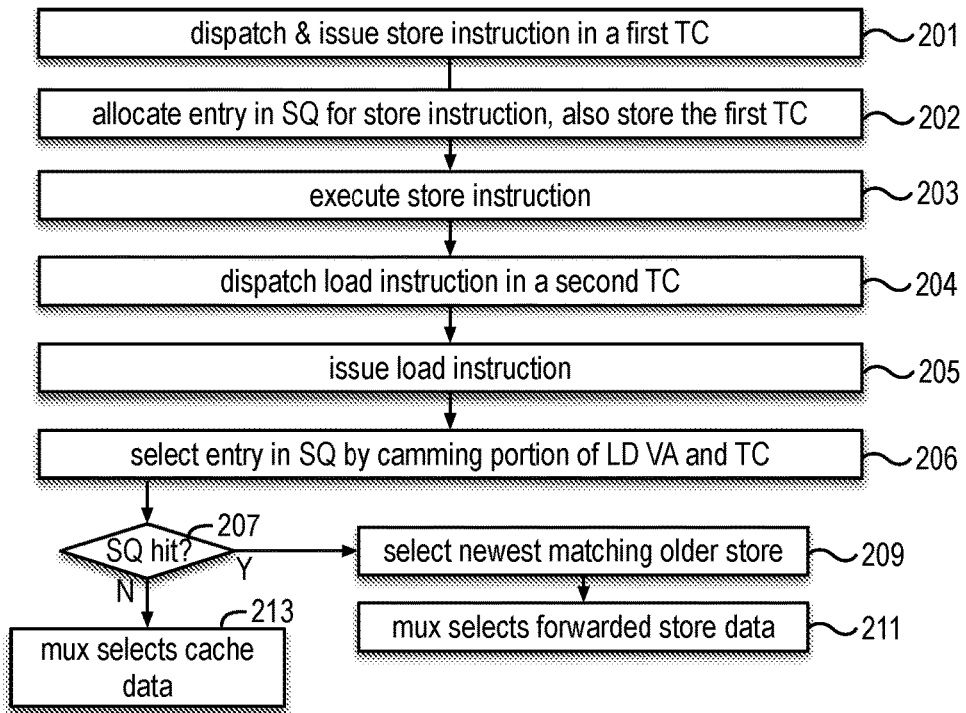 dispatch & issue store instruction in a first TC
201
allocate entry in SQ for store instruction, also store the first TC
202
execute store instruction
203
dispatch load instruction in a second TC
204
issue load instruction
205
select entry in SQ by camming portion of LD VA and TC
206
SQ hit?
207
Y
N
select newest matching older store
209
mux selects forwarded store data
211
213
mux selects cache
data